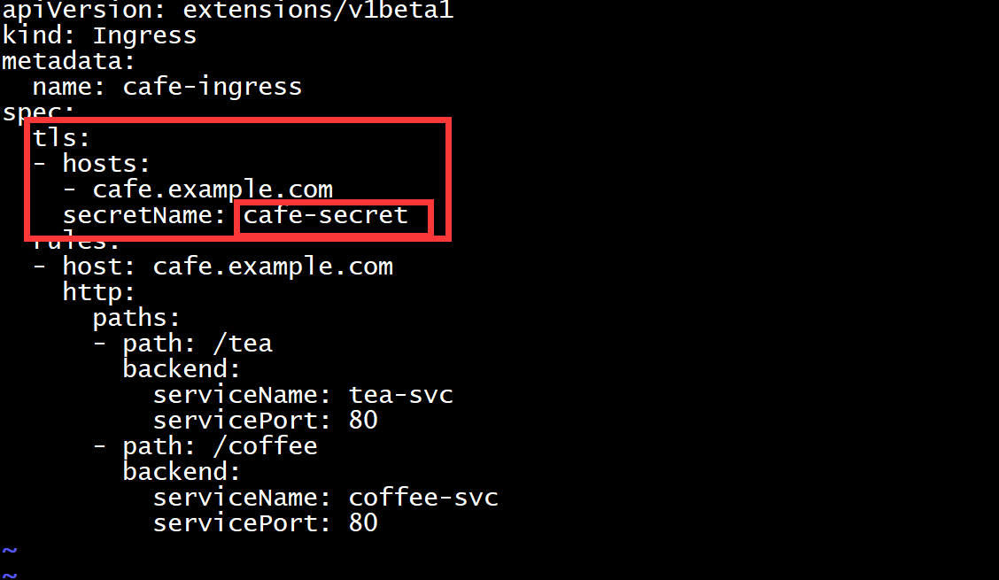 apiVersion: extensions/v1beta1
kind: Ingress
metadata:
  name: cafe-ingress
spec:
  tls:
  - hosts:
    - cafe.example.com
    secretName: cafe-secret
  rules:
  - host: cafe.example.com
    http:
      paths:
      - path: /tea
        backend:
          serviceName: tea-svc
          servicePort: 80
      - path: /coffee
        backend:
          serviceName: coffee-svc
          servicePort: 80
~
~